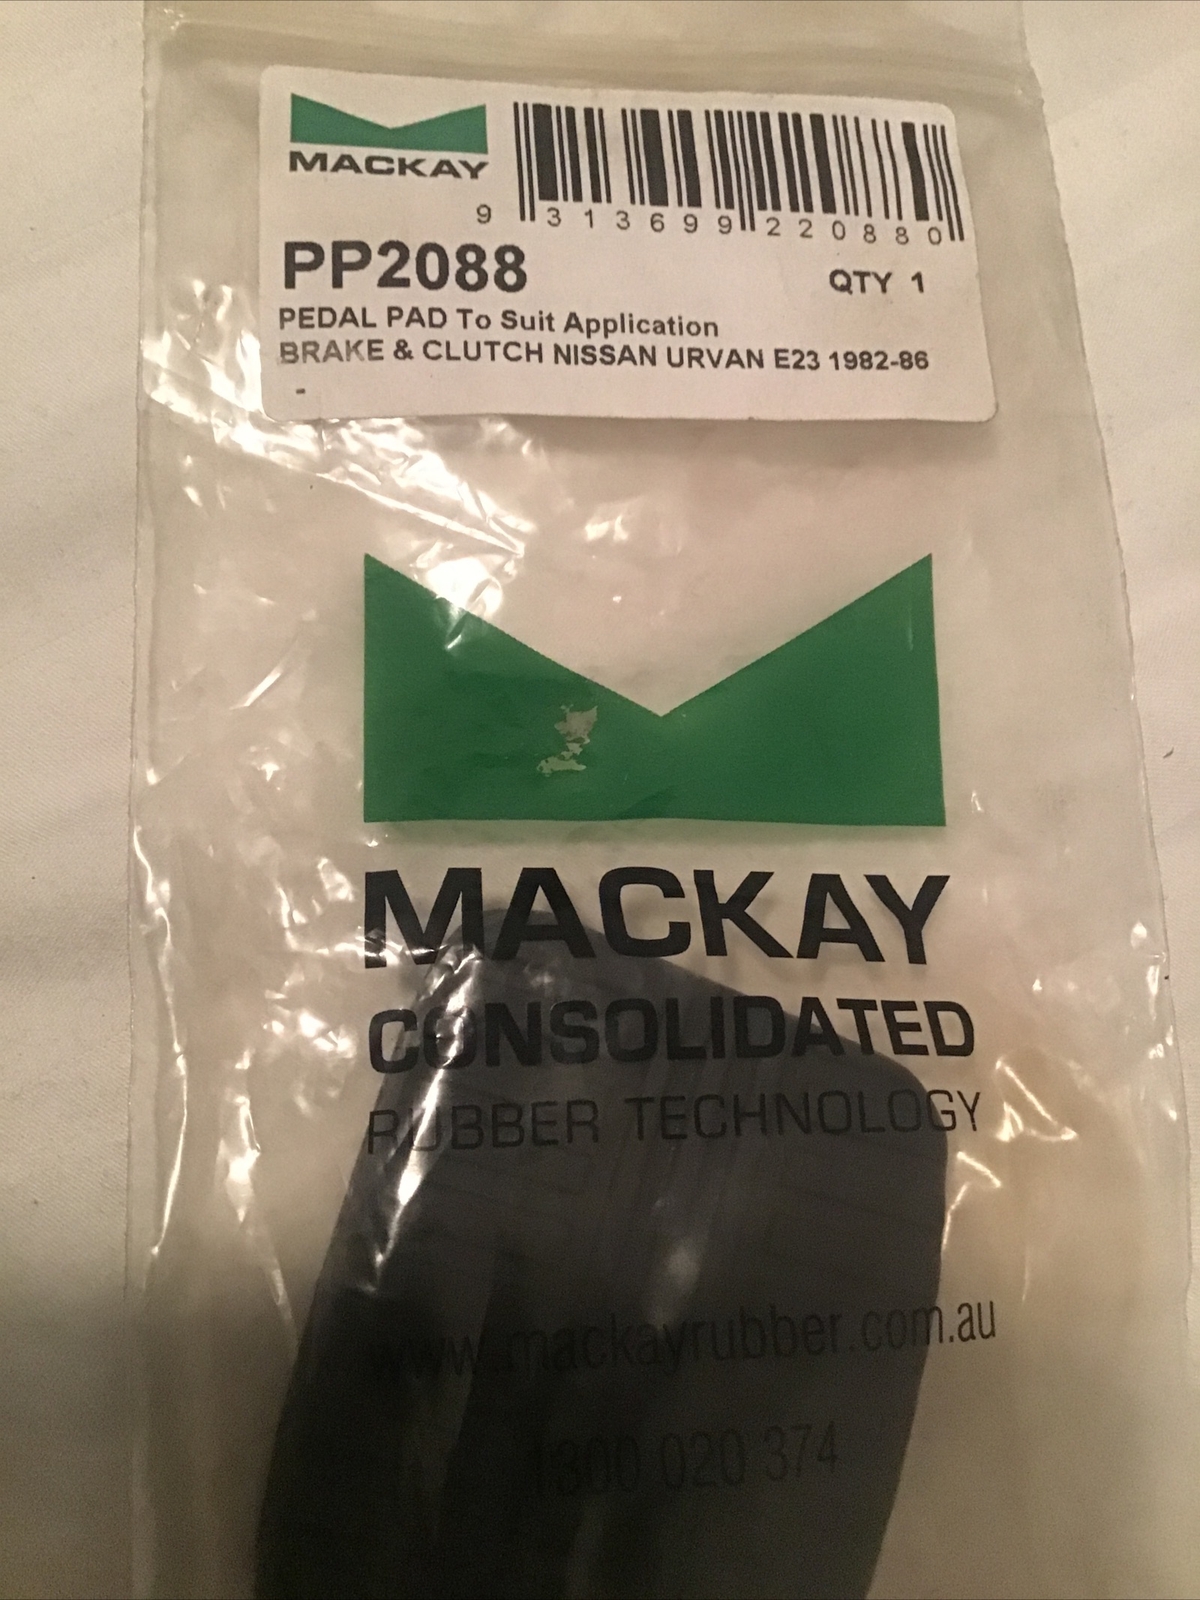 MACKAY
9 313699 220880
PP2088
QTY 1
PEDAL PAD To Suit Application
BRAKE & CLUTCH NISSAN URVAN E23 1982-86
-
MACKAY
CONSOLIDATED
RUBBER TECHNOLOGY
www.mackayrubber.com.au
1300 020 374